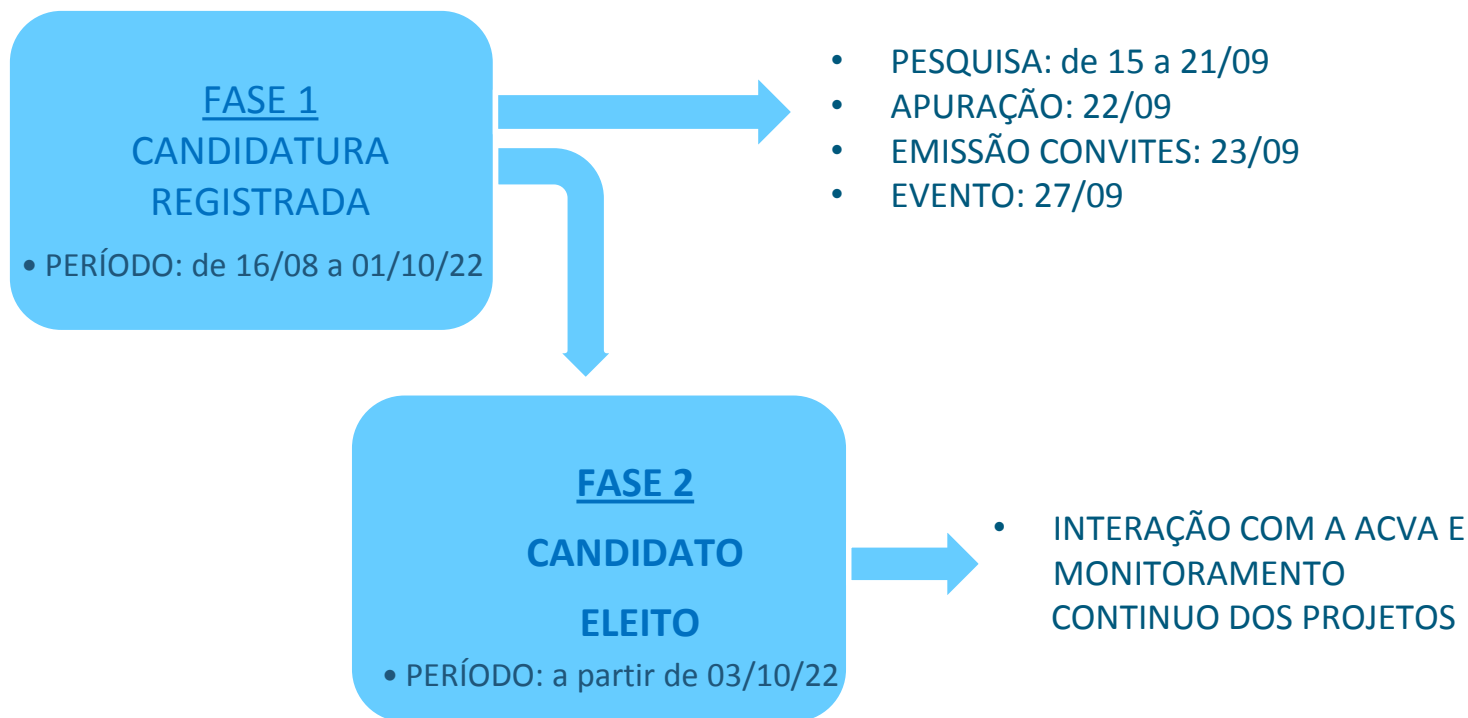 FASE 1
CANDIDATURA
REGISTRADA
• PERÍODO: de 16/08 a 01/10/22
• PESQUISA: de 15 a 21/09
• APURAÇÃO: 22/09
• EMISSÃO CONVITES: 23/09
• EVENTO: 27/09
FASE 2
CANDIDATO
ELEITO
• PERÍODO: a partir de 03/10/22
• INTERAÇÃO COM A ACVA E
MONITORAMENTO
CONTINUO DOS PROJETOS